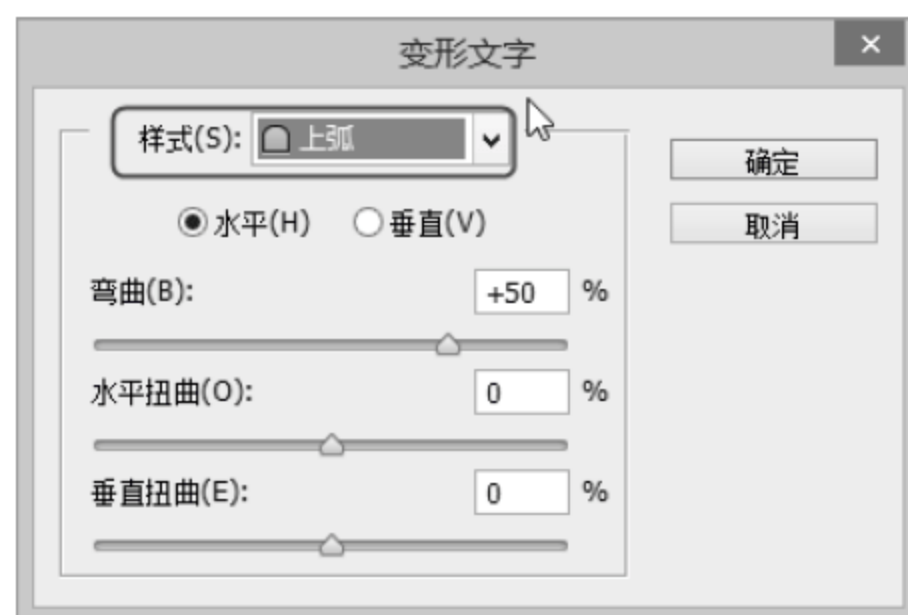 变形文字
样式(S): 上弧
确定
水平(H) 垂直(V)
取消
弯曲(B): +50 %
水平扭曲(O): 0 %
垂直扭曲(E): 0 %